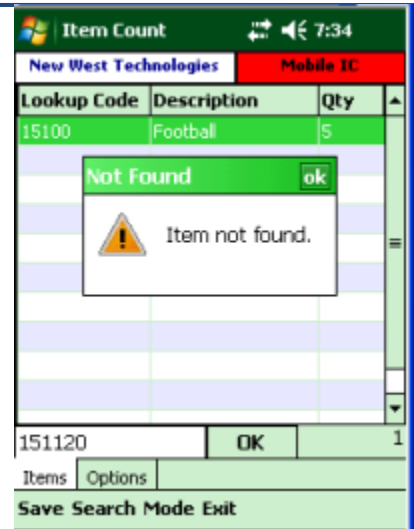 Item Count 7:34
New West Technologies Mobile IC
Lookup Code Description Qty
15100 Football 5
Not Found ok
Item not found.
151120 OK 1
Items Options
Save Search Mode Exit